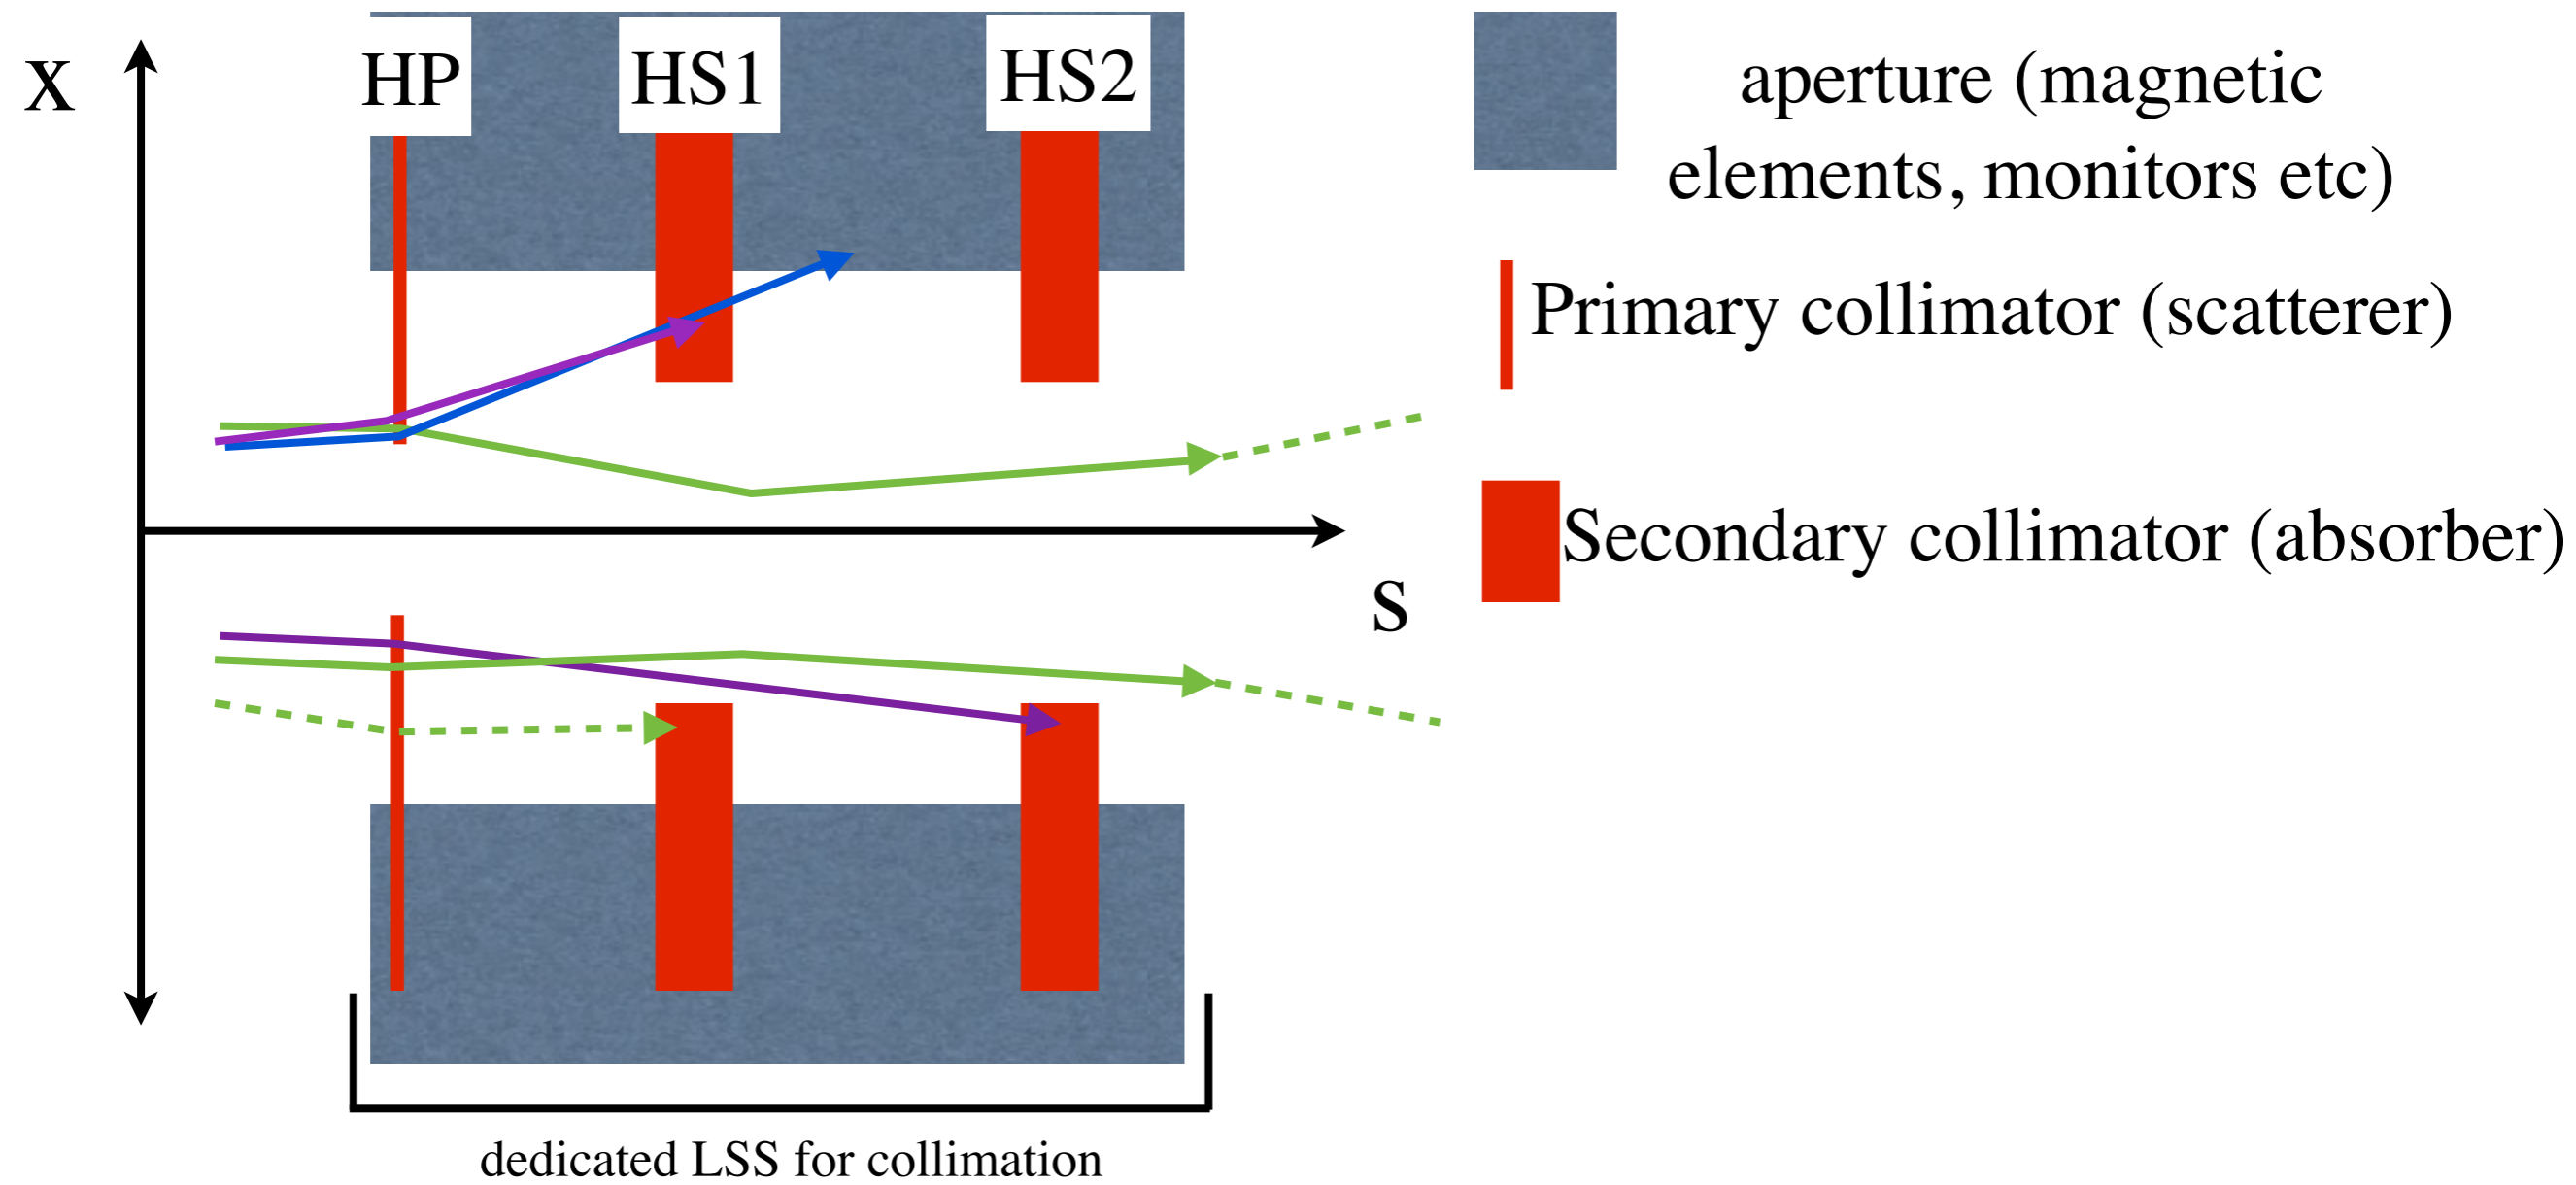 x
HP
HS1
HS2
aperture (magnetic
elements, monitors etc)
Primary collimator (scatterer)
Secondary collimator (absorber)
s
dedicated LSS for collimation